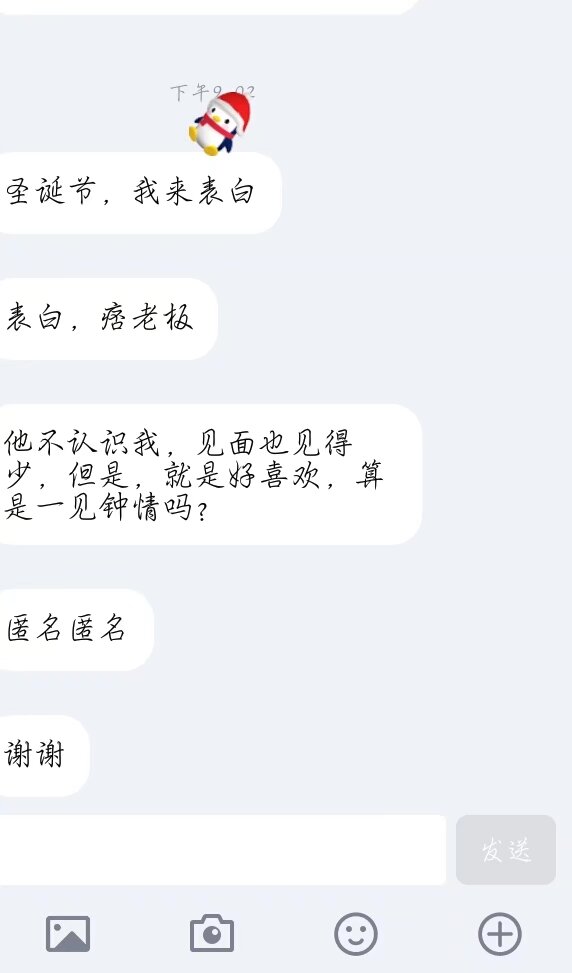 下午9:02
圣诞节，我来表白
表白，痞老板
他不认识我，见面也见得
少，但是，就是好喜欢，算
是一见钟情吗？
匿名匿名
谢谢
发送